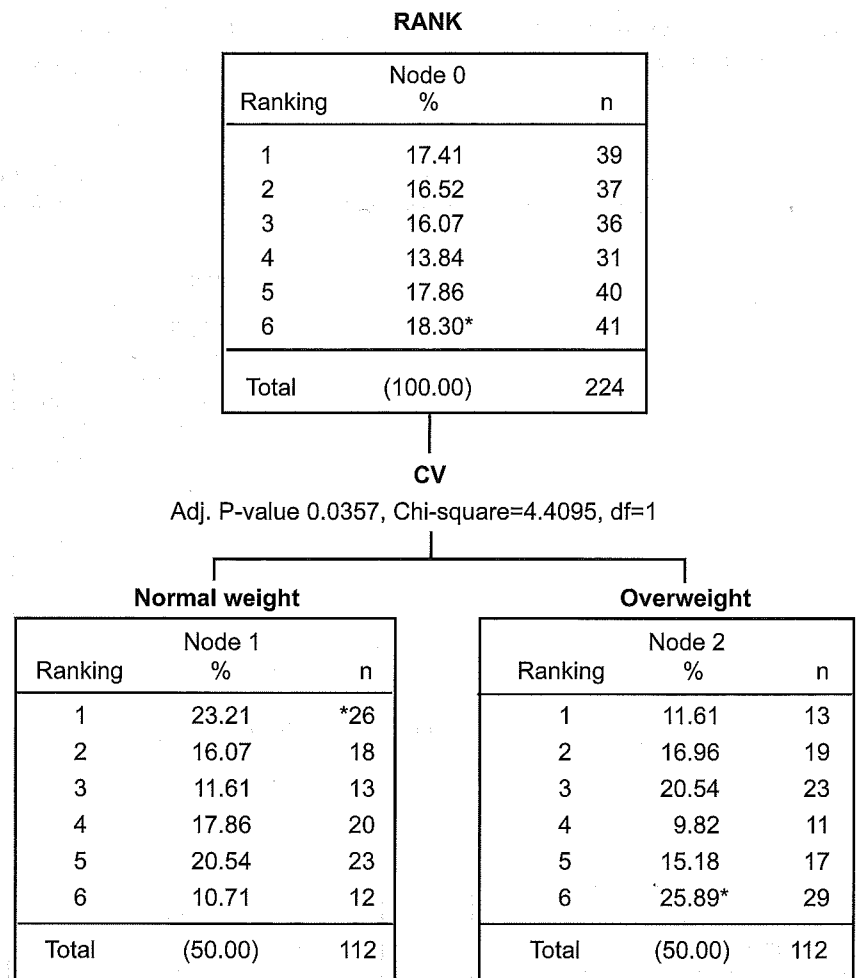 RANK
Node 0
Ranking % n
1 17.41 39
2 16.52 37
3 16.07 36
4 13.84 31
5 17.86 40
6 18.30* 41
Total (100.00) 224
CV
Adj. P-value 0.0357, Chi-square=4.4095, df=1
Normal weight
Node 1
Ranking % n
1 23.21 *26
2 16.07 18
3 11.61 13
4 17.86 20
5 20.54 23
6 10.71 12
Total (50.00) 112
Overweight
Node 2
Ranking % n
1 11.61 13
2 16.96 19
3 20.54 23
4 9.82 11
5 15.18 17
6 25.89* 29
Total (50.00) 112